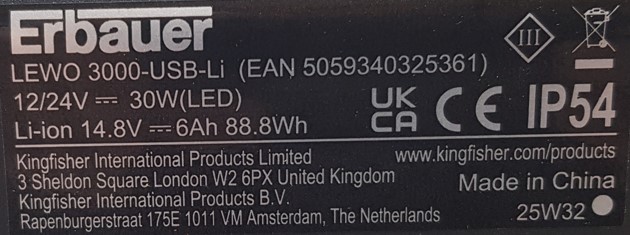 Erbauer
III
LEWO 3000-USB-Li (EAN 5059340325361)
12/24V ⎓ 30W(LED)
Li-ion 14.8V ⎓ 6Ah 88.8Wh
UK
CA
CE
IP54
Kingfisher International Products Limited
www.kingfisher.com/products
3 Sheldon Square London W2 6PX United Kingdom
Kingfisher International Products B.V.
Made in China
Rapenburgerstraat 175E 1011 VM Amsterdam, The Netherlands
25W32